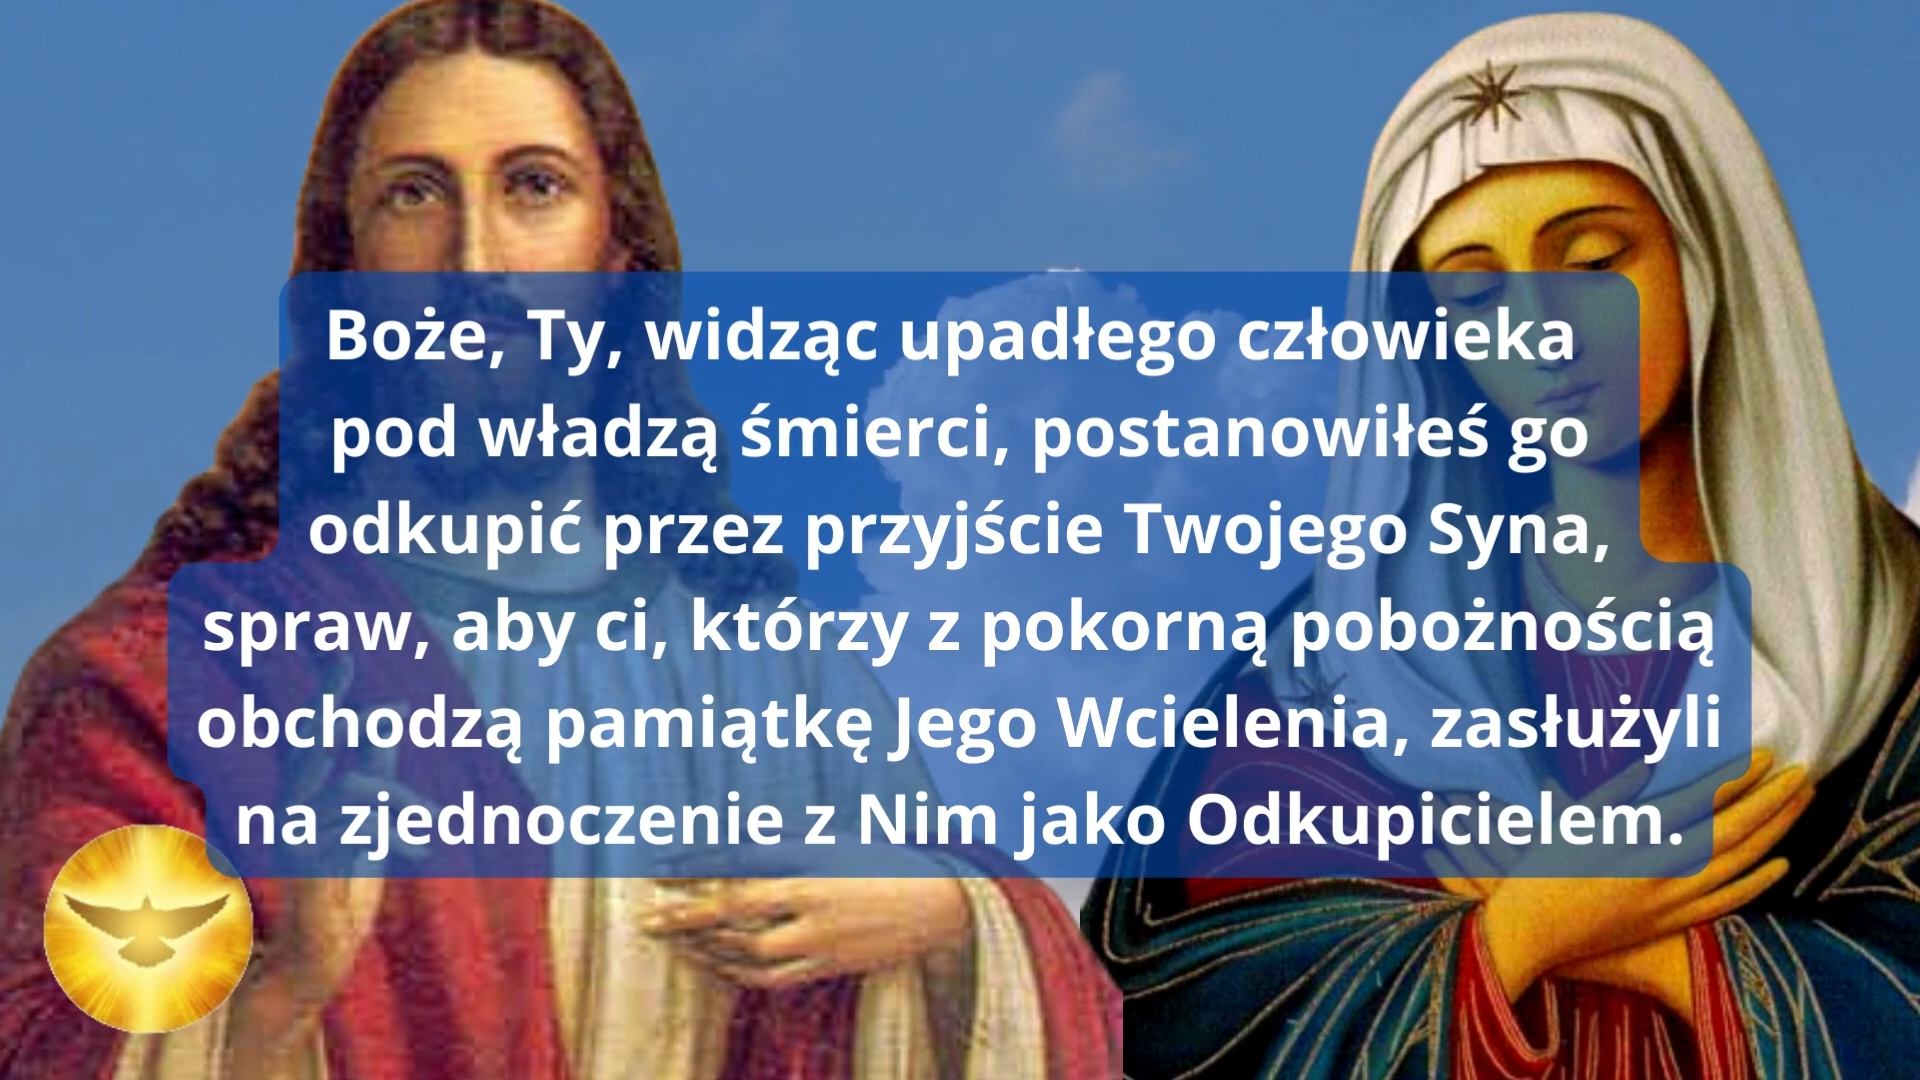 Boże, Ty, widząc upadłego człowieka
pod władzą śmierci, postanowiłeś go
odkupić przez przyjście Twojego Syna,
spraw, aby ci, którzy z pokorną pobożnością
obchodzą pamiątkę Jego Wcielenia, zasłużyli
na zjednoczenie z Nim jako Odkupicielem.